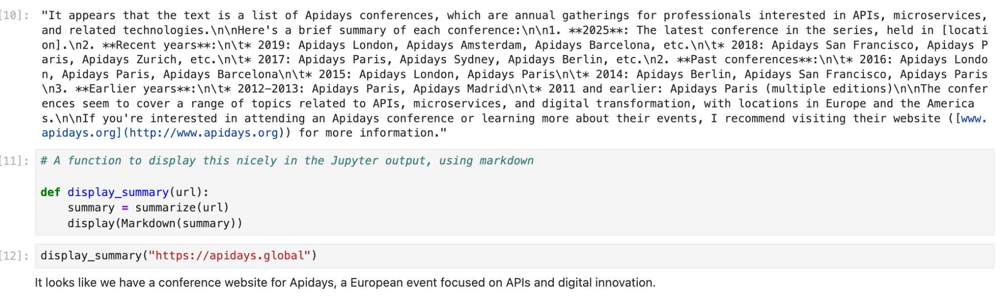 [10]: "It appears that the text is a list of Apidays conferences, which are annual gatherings for professionals interested in APIs, microservices,
and related technologies.\n\nHere's a brief summary of each conference:\n\n1. **2025**: The latest conference in the series, held in [locati
on].\n2. **Recent years**:\n\t* 2019: Apidays London, Apidays Amsterdam, Apidays Barcelona, etc.\n\t* 2018: Apidays San Francisco, Apidays P
aris, Apidays Zurich, etc.\n\t* 2017: Apidays Paris, Apidays Sydney, Apidays Berlin, etc.\n2. **Past conferences**:\n\t* 2016: Apidays Londo
n, Apidays Paris, Apidays Barcelona\n\t* 2015: Apidays London, Apidays Paris\n\t* 2014: Apidays Berlin, Apidays San Francisco, Apidays Paris
\n3. **Earlier years**:\n\t* 2012–2013: Apidays Paris, Apidays Madrid\n\t* 2011 and earlier: Apidays Paris (multiple editions)\n\nThe confer
ences seem to cover a range of topics related to APIs, microservices, and digital transformation, with locations in Europe and the America
s.\n\nIf you're interested in attending an Apidays conference or learning more about their events, I recommend visiting their website ([www.
apidays.org](http://www.apidays.org)) for more information."
[11]: # A function to display this nicely in the Jupyter output, using markdown
def display_summary(url):
    summary = summarize(url)
    display(Markdown(summary))
[12]: display_summary("https://apidays.global")
It looks like we have a conference website for Apidays, a European event focused on APIs and digital innovation.